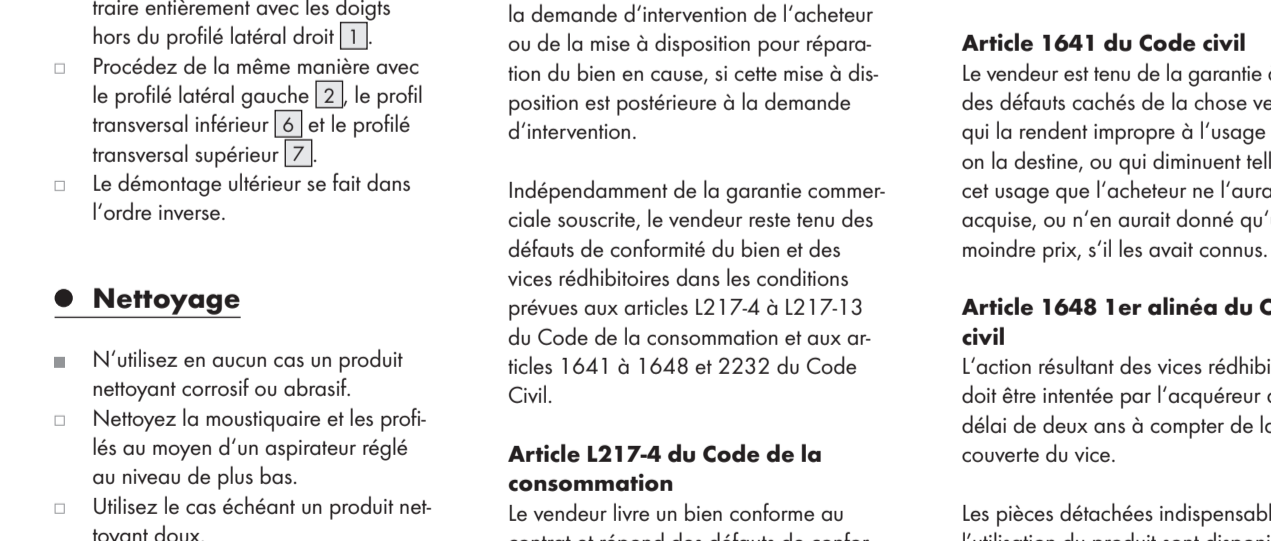 traire entièrement avec les doigts
hors du profilé latéral droit 1.
Procédez de la même manière avec
le profilé latéral gauche 2, le profil
transversal inférieur 6 et le profilé
transversal supérieur 7.
Le démontage ultérieur se fait dans
l‘ordre inverse.
Nettoyage
N‘utilisez en aucun cas un produit
nettoyant corrosif ou abrasif.
Nettoyez la moustiquaire et les profi-
lés au moyen d‘un aspirateur réglé
au niveau de plus bas.
Utilisez le cas échéant un produit net-
toyant doux.
la demande d‘intervention de l‘acheteur
ou de la mise à disposition pour répara-
tion du bien en cause, si cette mise à dis-
position est postérieure à la demande
d‘intervention.
Indépendamment de la garantie commer-
ciale souscrite, le vendeur reste tenu des
défauts de conformité du bien et des
vices rédhibitoires dans les conditions
prévues aux articles L217-4 à L217-13
du Code de la consommation et aux ar-
ticles 1641 à 1648 et 2232 du Code
Civil.
Article L217-4 du Code de la
consommation
Le vendeur livre un bien conforme au
contrat et répond des défauts de confor-
Article 1641 du Code civil
Le vendeur est tenu de la garantie
des défauts cachés de la chose
qui la rendent impropre à l‘usage
on la destine, ou qui diminuent
cet usage que l‘acheteur ne
acquise, ou n‘en aurait donné
moindre prix, s‘il les avait connus.
Article 1648 1er alinéa du
civil
L‘action résultant des vices
doit être intentée par l‘acquéreur
délai de deux ans à compter de
couverte du vice.
Les pièces détachées
l‘utilisation du produit sont